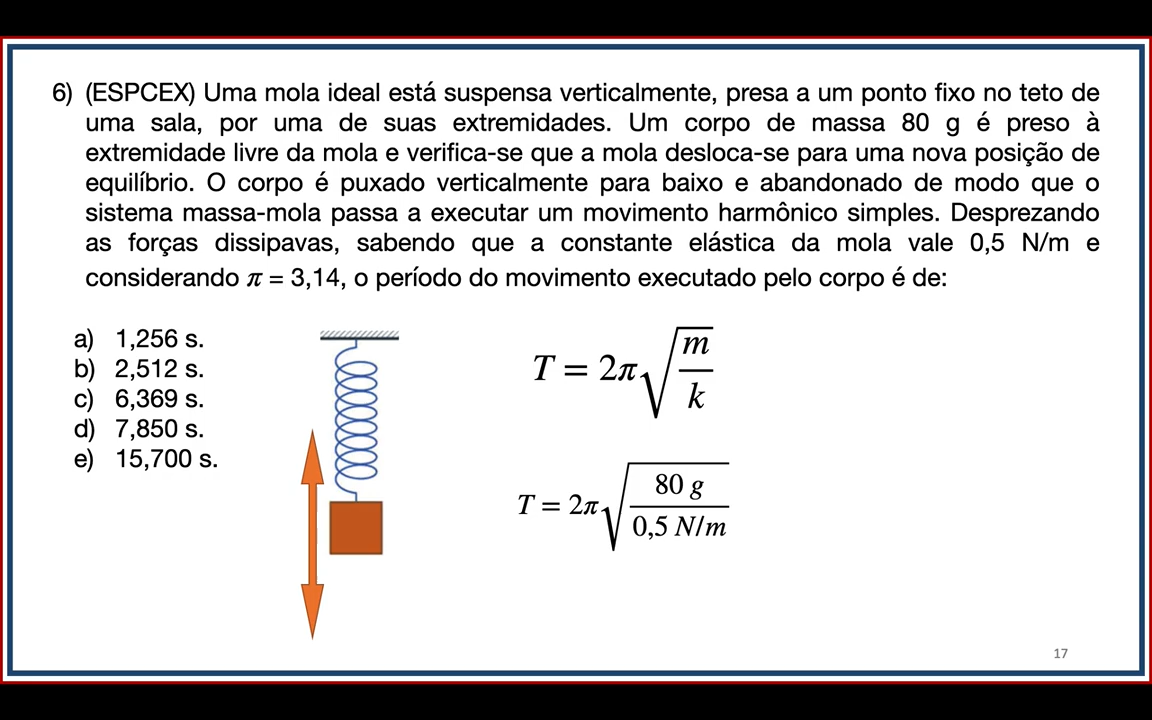 6) (ESPCEX) Uma mola ideal está suspensa verticalmente, presa a um ponto fixo no teto de
uma sala, por uma de suas extremidades. Um corpo de massa 80 g é preso à
extremidade livre da mola e verifica-se que a mola desloca-se para uma nova posição de
equilíbrio. O corpo é puxado verticalmente para baixo e abandonado de modo que o
sistema massa-mola passa a executar um movimento harmônico simples. Desprezando
as forças dissipavas, sabendo que a constante elástica da mola vale 0,5 N/m e
considerando π = 3,14, o período do movimento executado pelo corpo é de:
a) 1,256 s.
b) 2,512 s.
c) 6,369 s.
d) 7,850 s.
e) 15,700 s.
T = 2π√(m/k)
T = 2π√(80 g/0,5 N/m)
17